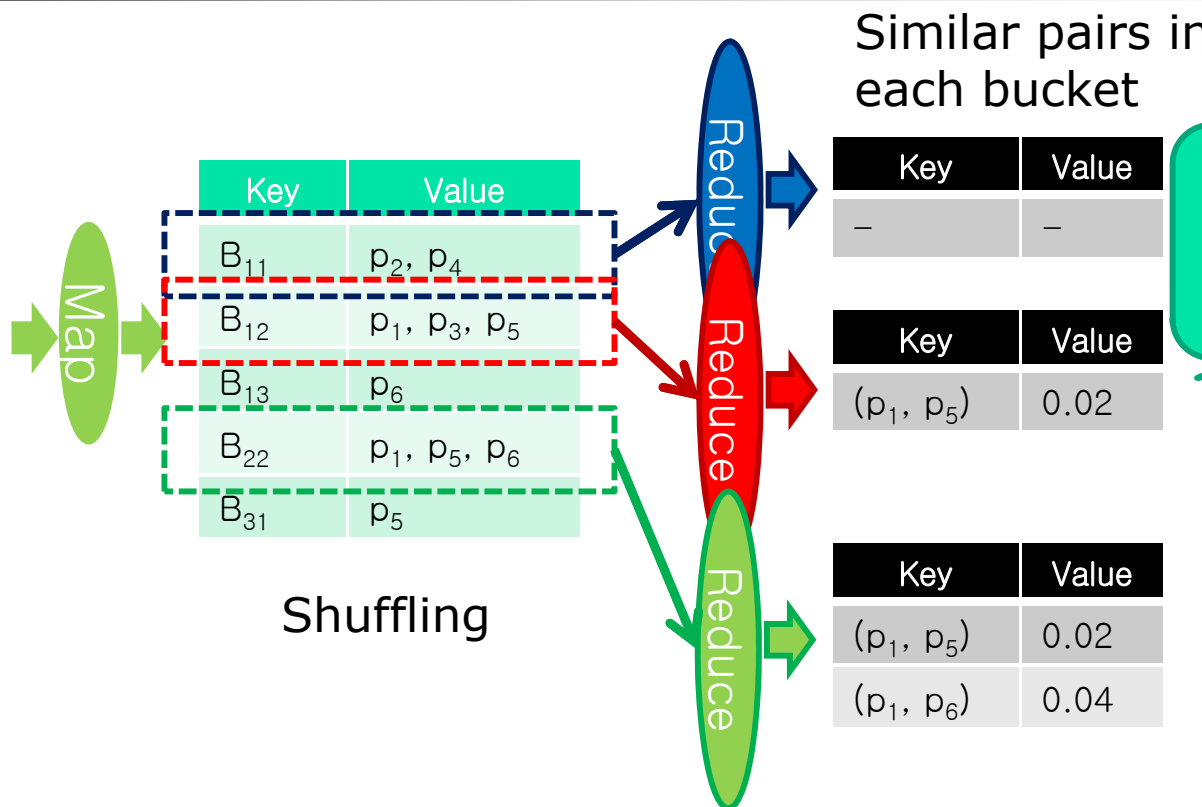 Similar pairs in
each bucket
Map
Key Value
B₁₁ p₂, p₄
B₁₂ p₁, p₃, p₅
B₁₃ p₆
B₂₂ p₁, p₅, p₆
B₃₁ p₅
Shuffling
Reduc
Reduce
Reduce
Key Value
– –
Key Value
(p₁, p₅) 0.02
Key Value
(p₁, p₅) 0.02
(p₁, p₆) 0.04